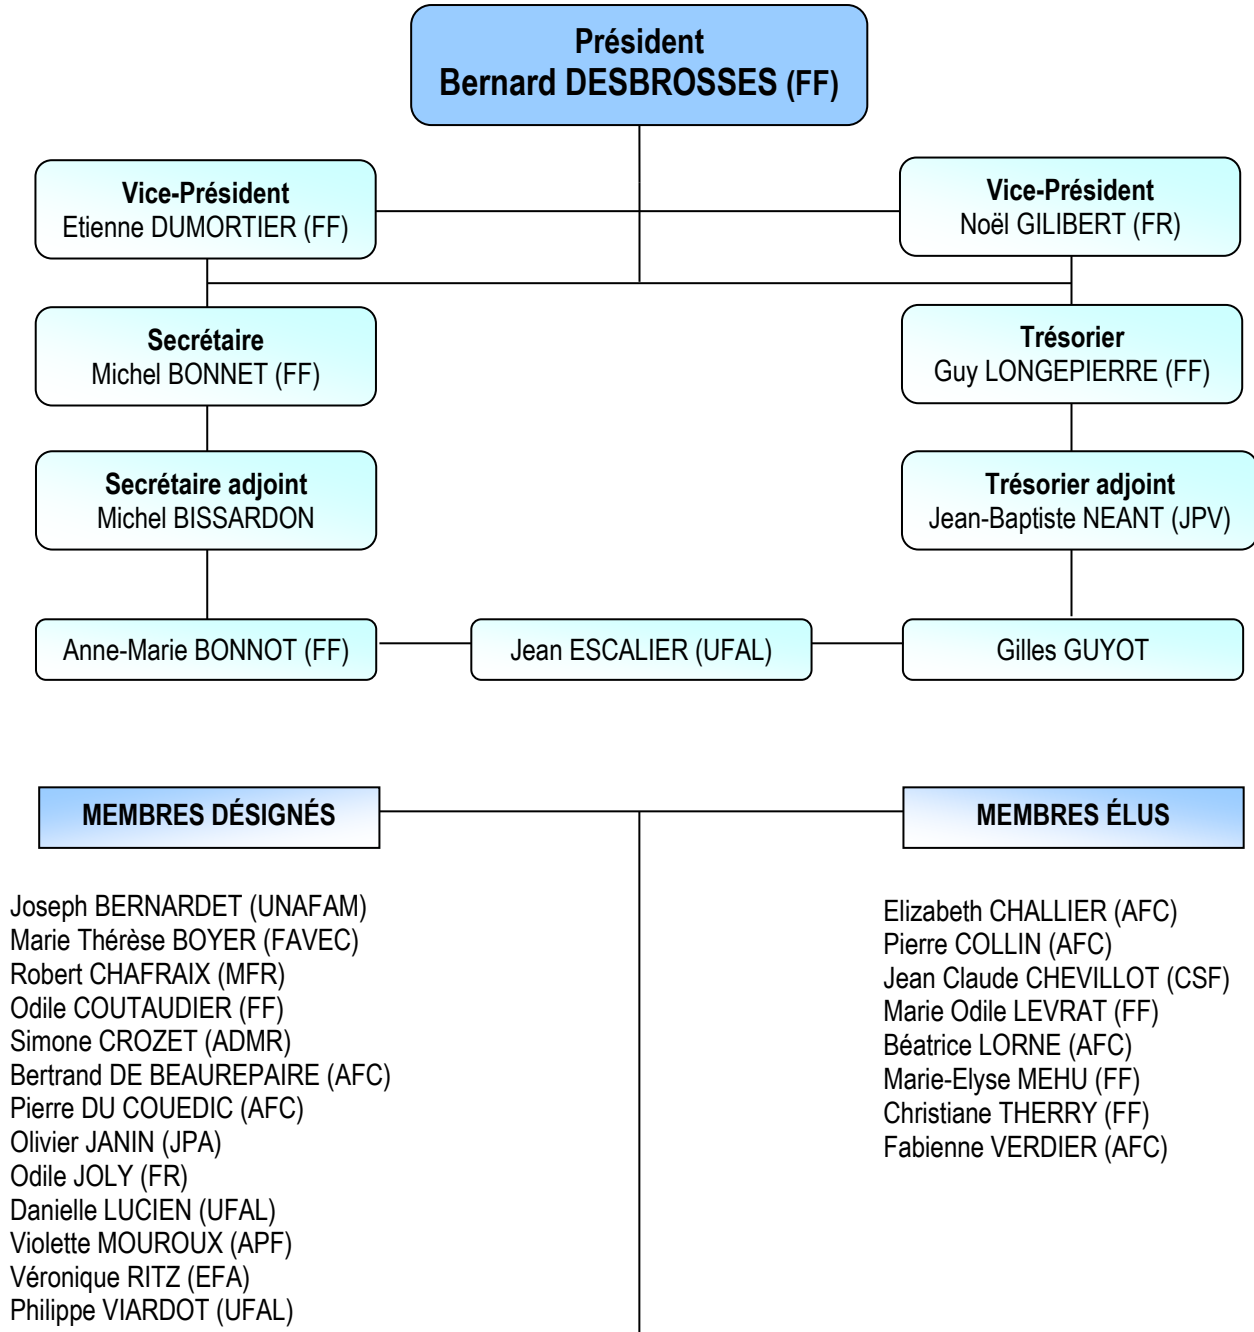 Président
Bernard DESBROSSES (FF)
Vice-Président
Etienne DUMORTIER (FF)
Vice-Président
Noël GILIBERT (FR)
Secrétaire
Michel BONNET (FF)
Trésorier
Guy LONGEPIERRE (FF)
Secrétaire adjoint
Michel BISSARDON
Trésorier adjoint
Jean-Baptiste NEANT (JPV)
Anne-Marie BONNOT (FF)
Jean ESCALIER (UFAL)
Gilles GUYOT
MEMBRES DÉSIGNÉS
Joseph BERNARDET (UNAFAM)
Marie Thérèse BOYER (FAVEC)
Robert CHAFRAIX (MFR)
Odile COUTAUDIER (FF)
Simone CROZET (ADMR)
Bertrand DE BEAUREPAIRE (AFC)
Pierre DU COUEDIC (AFC)
Olivier JANIN (JPA)
Odile JOLY (FR)
Danielle LUCIEN (UFAL)
Violette MOUROUX (APF)
Véronique RITZ (EFA)
Philippe VIARDOT (UFAL)
MEMBRES ÉLUS
Elizabeth CHALLIER (AFC)
Pierre COLLIN (AFC)
Jean Claude CHEVILLOT (CSF)
Marie Odile LEVRAT (FF)
Béatrice LORNE (AFC)
Marie-Elyse MEHU (FF)
Christiane THERRY (FF)
Fabienne VERDIER (AFC)